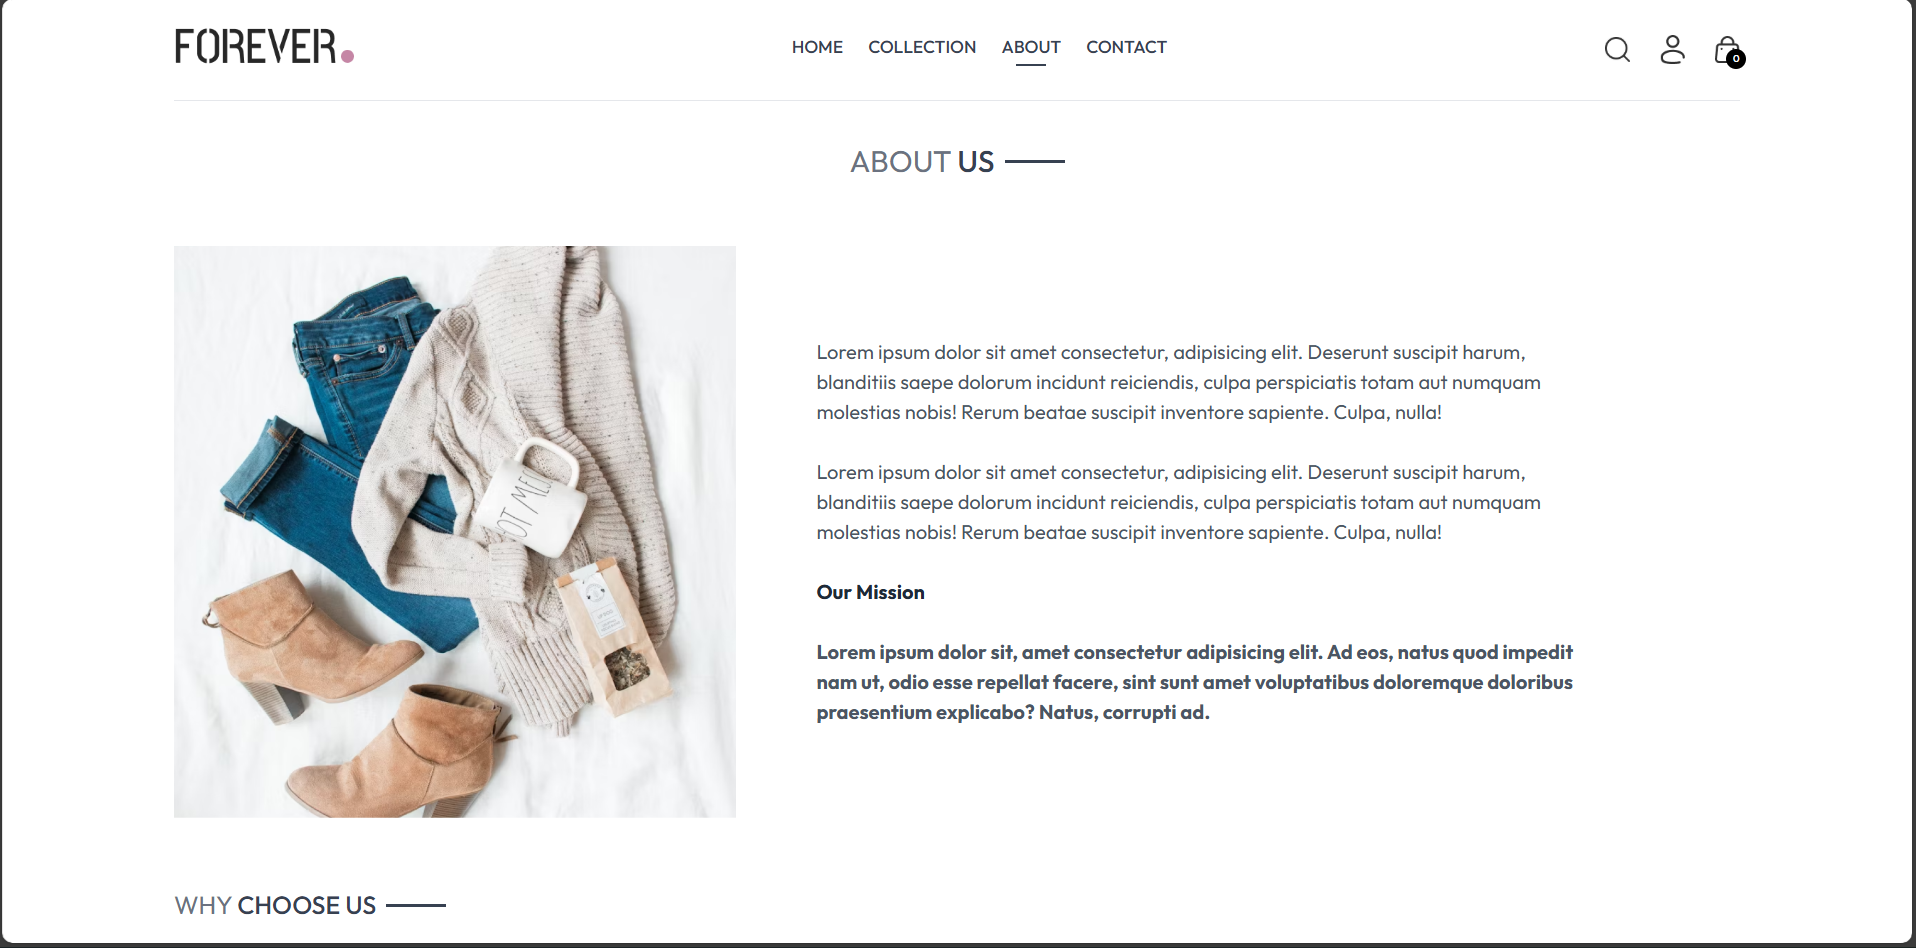 FOREVER.
HOME COLLECTION ABOUT CONTACT
0
ABOUT US
Lorem ipsum dolor sit amet consectetur, adipisicing elit. Deserunt suscipit harum,
blanditiis saepe dolorum incidunt reiciendis, culpa perspiciatis totam aut numquam
molestias nobis! Rerum beatae suscipit inventore sapiente. Culpa, nulla!
Lorem ipsum dolor sit amet consectetur, adipisicing elit. Deserunt suscipit harum,
blanditiis saepe dolorum incidunt reiciendis, culpa perspiciatis totam aut numquam
molestias nobis! Rerum beatae suscipit inventore sapiente. Culpa, nulla!
Our Mission
Lorem ipsum dolor sit, amet consectetur adipisicing elit. Ad eos, natus quod impedit
nam ut, odio esse repellat facere, sint sunt amet voluptatibus doloremque doloribus
praesentium explicabo? Natus, corrupti ad.
WHY CHOOSE US